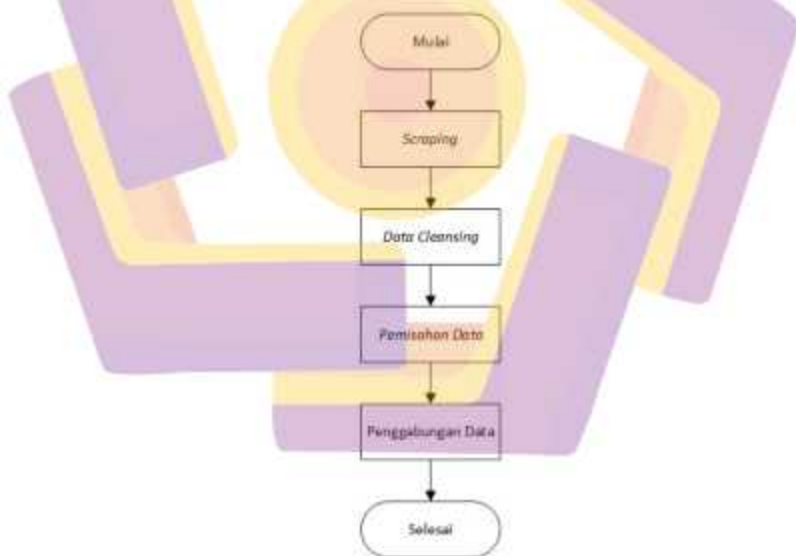 Mulai
Scraping
Data Cleansing
Pemisahan Data
Penggabungan Data
Selesai